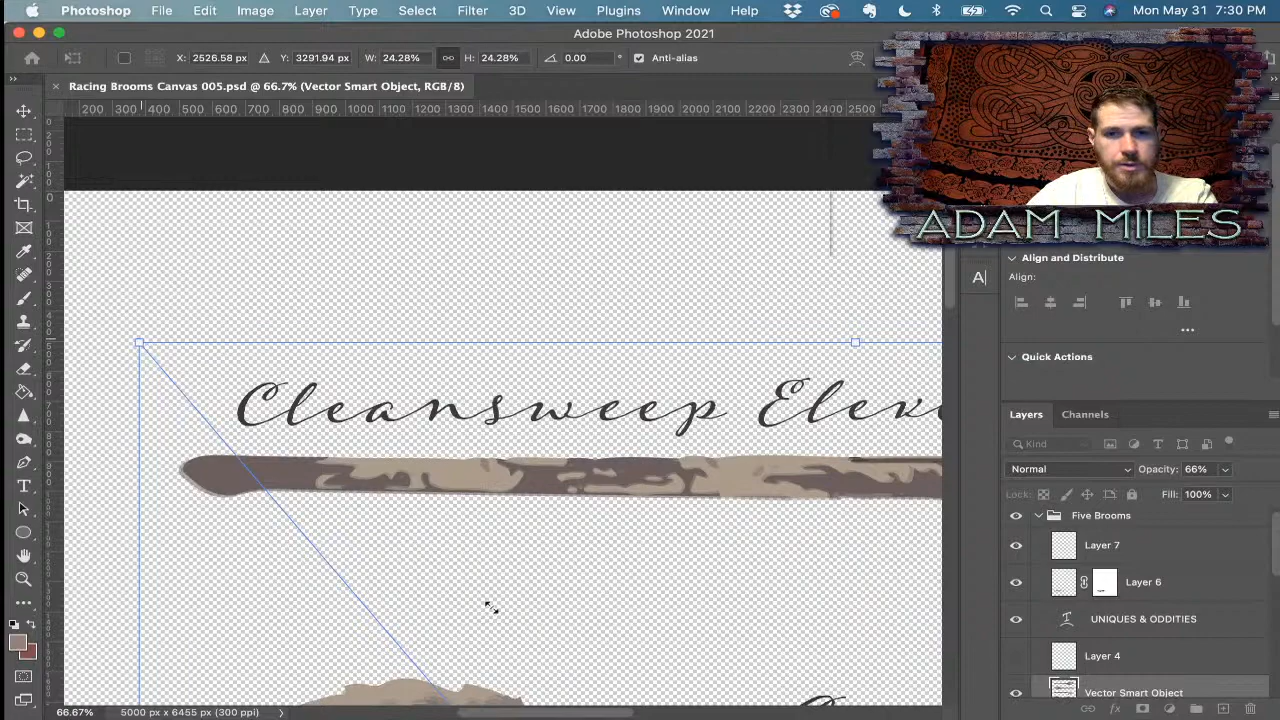 Photoshop File Edit Image Layer Type Select Filter 3D View Plugins Window Help Mon May 31 7:30 PM
Adobe Photoshop 2021
X: 2526.58 px Y: 3291.94 px W: 24.28% H: 24.28% 0.00 ° Anti-alias
× Racing Brooms Canvas 005.psd @ 66.7% (Vector Smart Object, RGB/8)
200 300 400 500 600 700 800 900 1000 1100 1200 1300 1400 1500 1600 1700 1800 1900 2000 2100 2200 2300 2400 2500
ADAM MILES
Align and Distribute
Align:
Quick Actions
Cleansweep
Layers Channels
Kind
Normal Opacity: 66%
Lock: Fill: 100%
Five Brooms
Layer 7
Layer 6
UNIQUES & ODDITIES
Layer 4
Vector Smart Object
66.67% 5000 px x 6455 px (300 ppi)